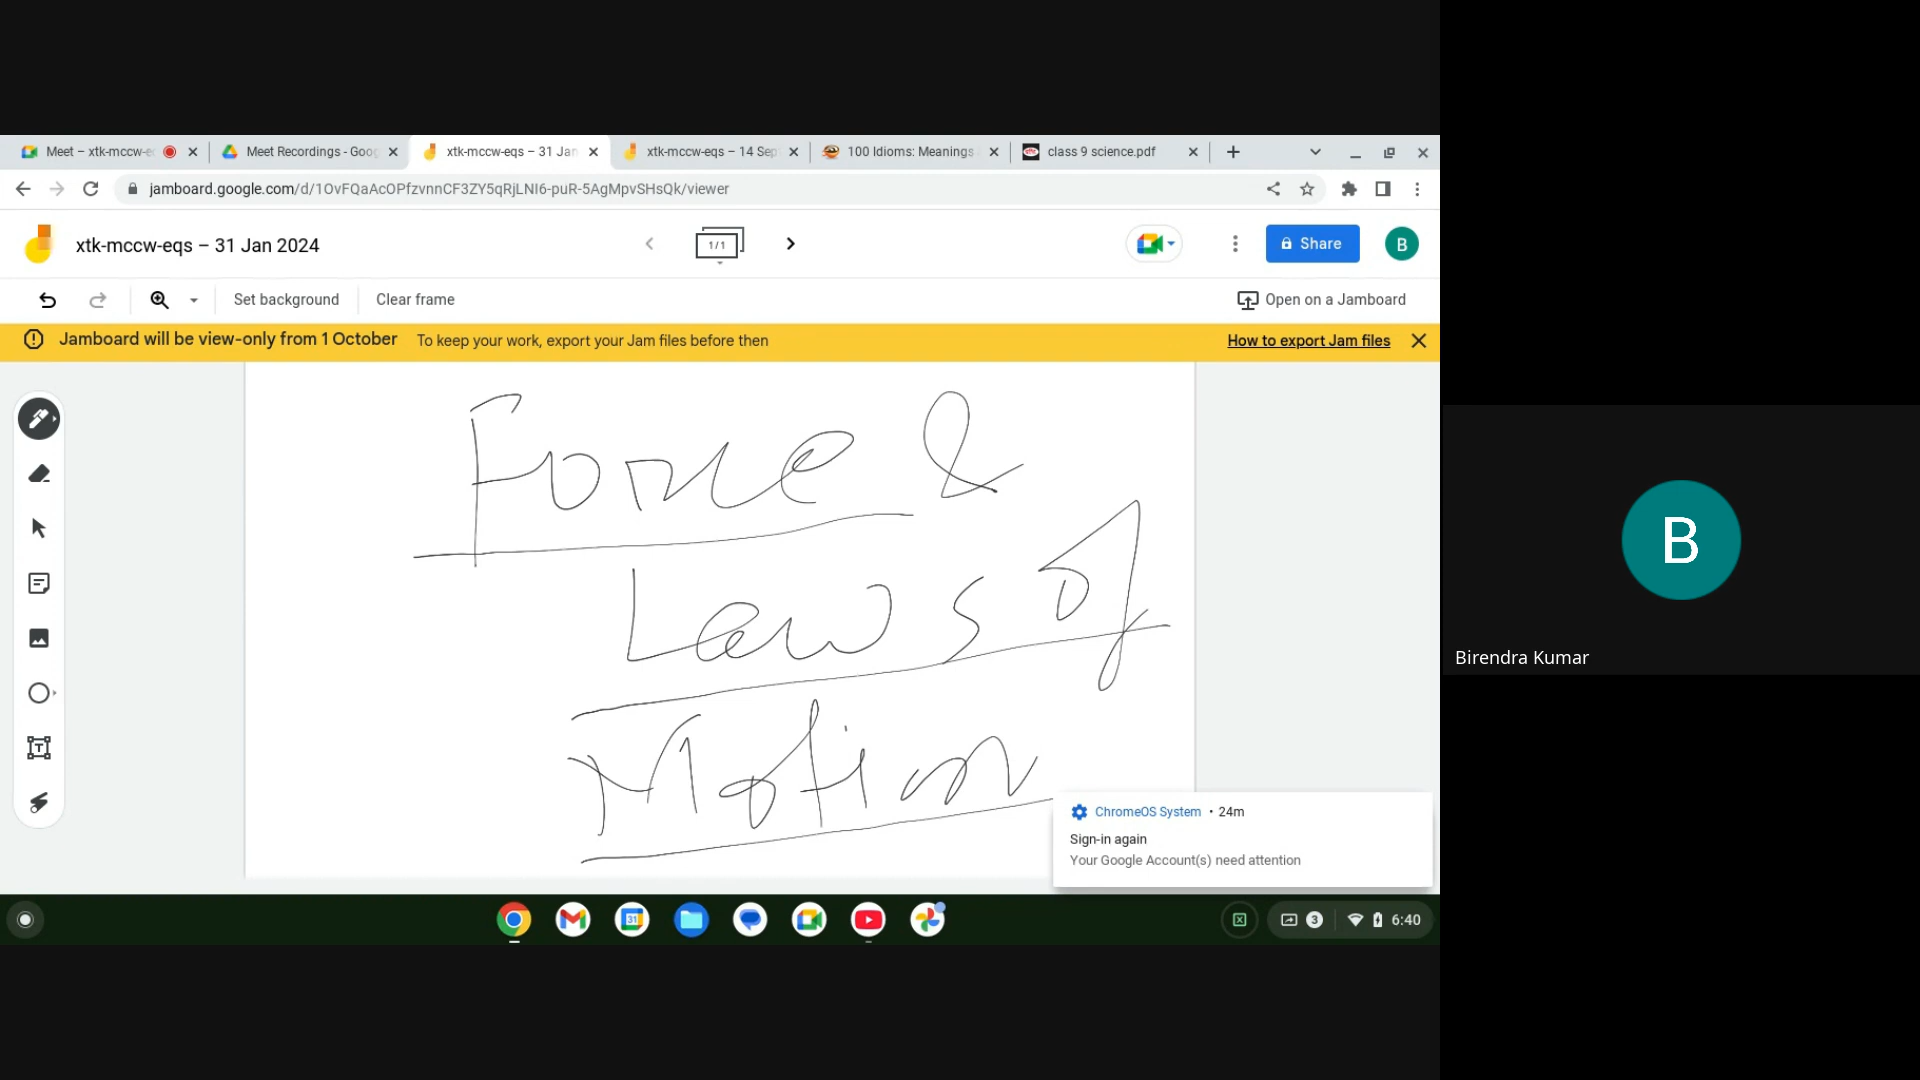 Meet – xtk-mccw-e
Meet Recordings - Goog
xtk-mccw-eqs – 31 Jan
xtk-mccw-eqs – 14 Sep
100 Idioms: Meanings
class 9 science.pdf
jamboard.google.com/d/1OvFQaAcOPfzvnnCF3ZY5qRjLNI6-puR-5AgMpvSHsQk/viewer
xtk-mccw-eqs – 31 Jan 2024
1/1
Share
B
Set background
Clear frame
Open on a Jamboard
Jamboard will be view-only from 1 October To keep your work, export your Jam files before then
How to export Jam files
Force &
Laws of
Motion
B
Birendra Kumar
ChromeOS System • 24m
Sign-in again
Your Google Account(s) need attention
31
3
6:40